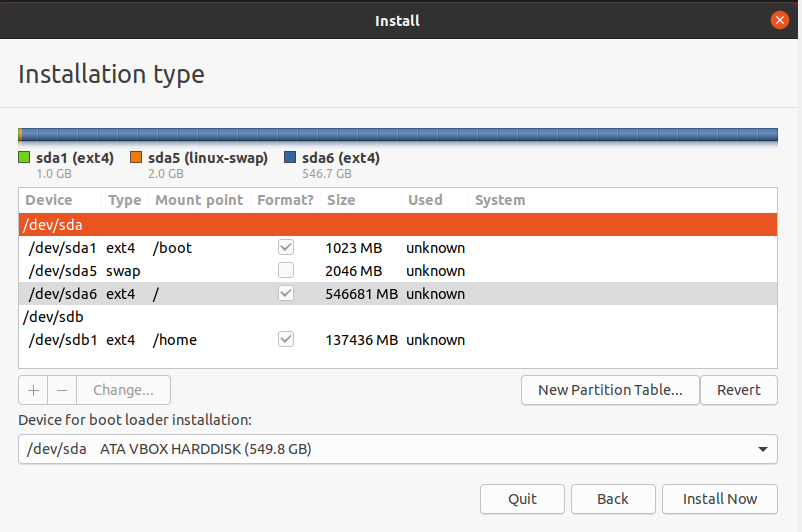 Install
Installation type
sda1 (ext4) sda5 (linux-swap) sda6 (ext4)
1.0 GB 2.0 GB 546.7 GB
Device Type Mount point Format? Size Used System
/dev/sda
/dev/sda1 ext4 /boot 1023 MB unknown
/dev/sda5 swap 2046 MB unknown
/dev/sda6 ext4 / 546681 MB unknown
/dev/sdb
/dev/sdb1 ext4 /home 137436 MB unknown
+ − Change... New Partition Table... Revert
Device for boot loader installation:
/dev/sda ATA VBOX HARDDISK (549.8 GB)
Quit Back Install Now